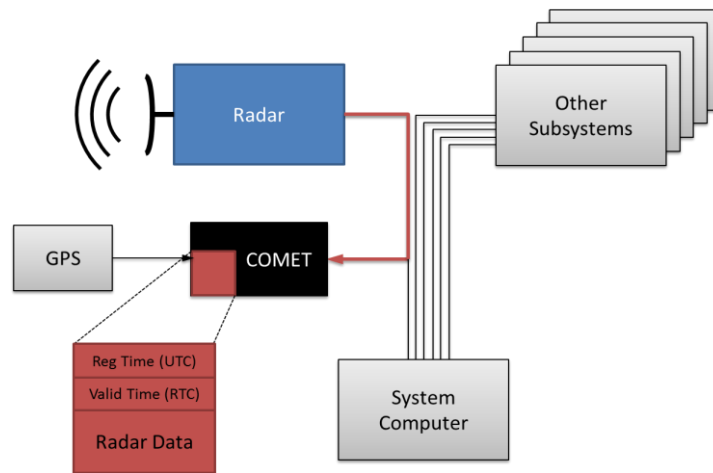 Radar
Other
Subsystems
GPS
COMET
Reg Time (UTC)
Valid Time (RTC)
Radar Data
System
Computer